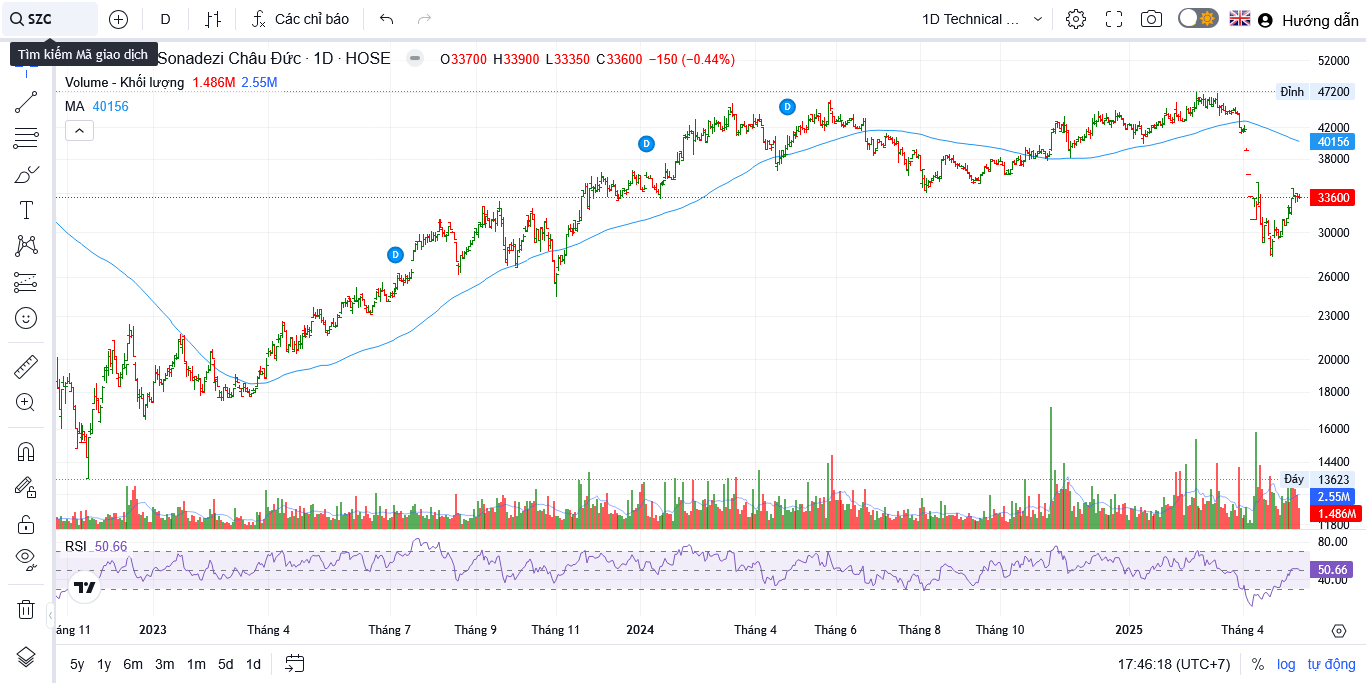 SZC
D
Các chỉ báo
1D Technical ...
Hướng dẫn
Tìm kiếm Mã giao dịch
Sonadezi Châu Đức · 1D · HOSE
O33700 H33900 L33350 C33600 −150 (−0.44%)
Volume - Khối lượng 1.486M 2.55M
MA 40156
52000
Đỉnh 47200
42000
40156
38000
33600
30000
26000
23000
20000
18000
16000
14400
Đáy 13623
2.55M
1.486M
11800
D
D
D
RSI 50.66
80.00
50.66
40.00
áng 11 2023 Tháng 4 Tháng 7 Tháng 9 Tháng 11 2024 Tháng 4 Tháng 6 Tháng 8 Tháng 10 2025 Tháng 4
5y 1y 6m 3m 1m 5d 1d
17:46:18 (UTC+7) % log tự động